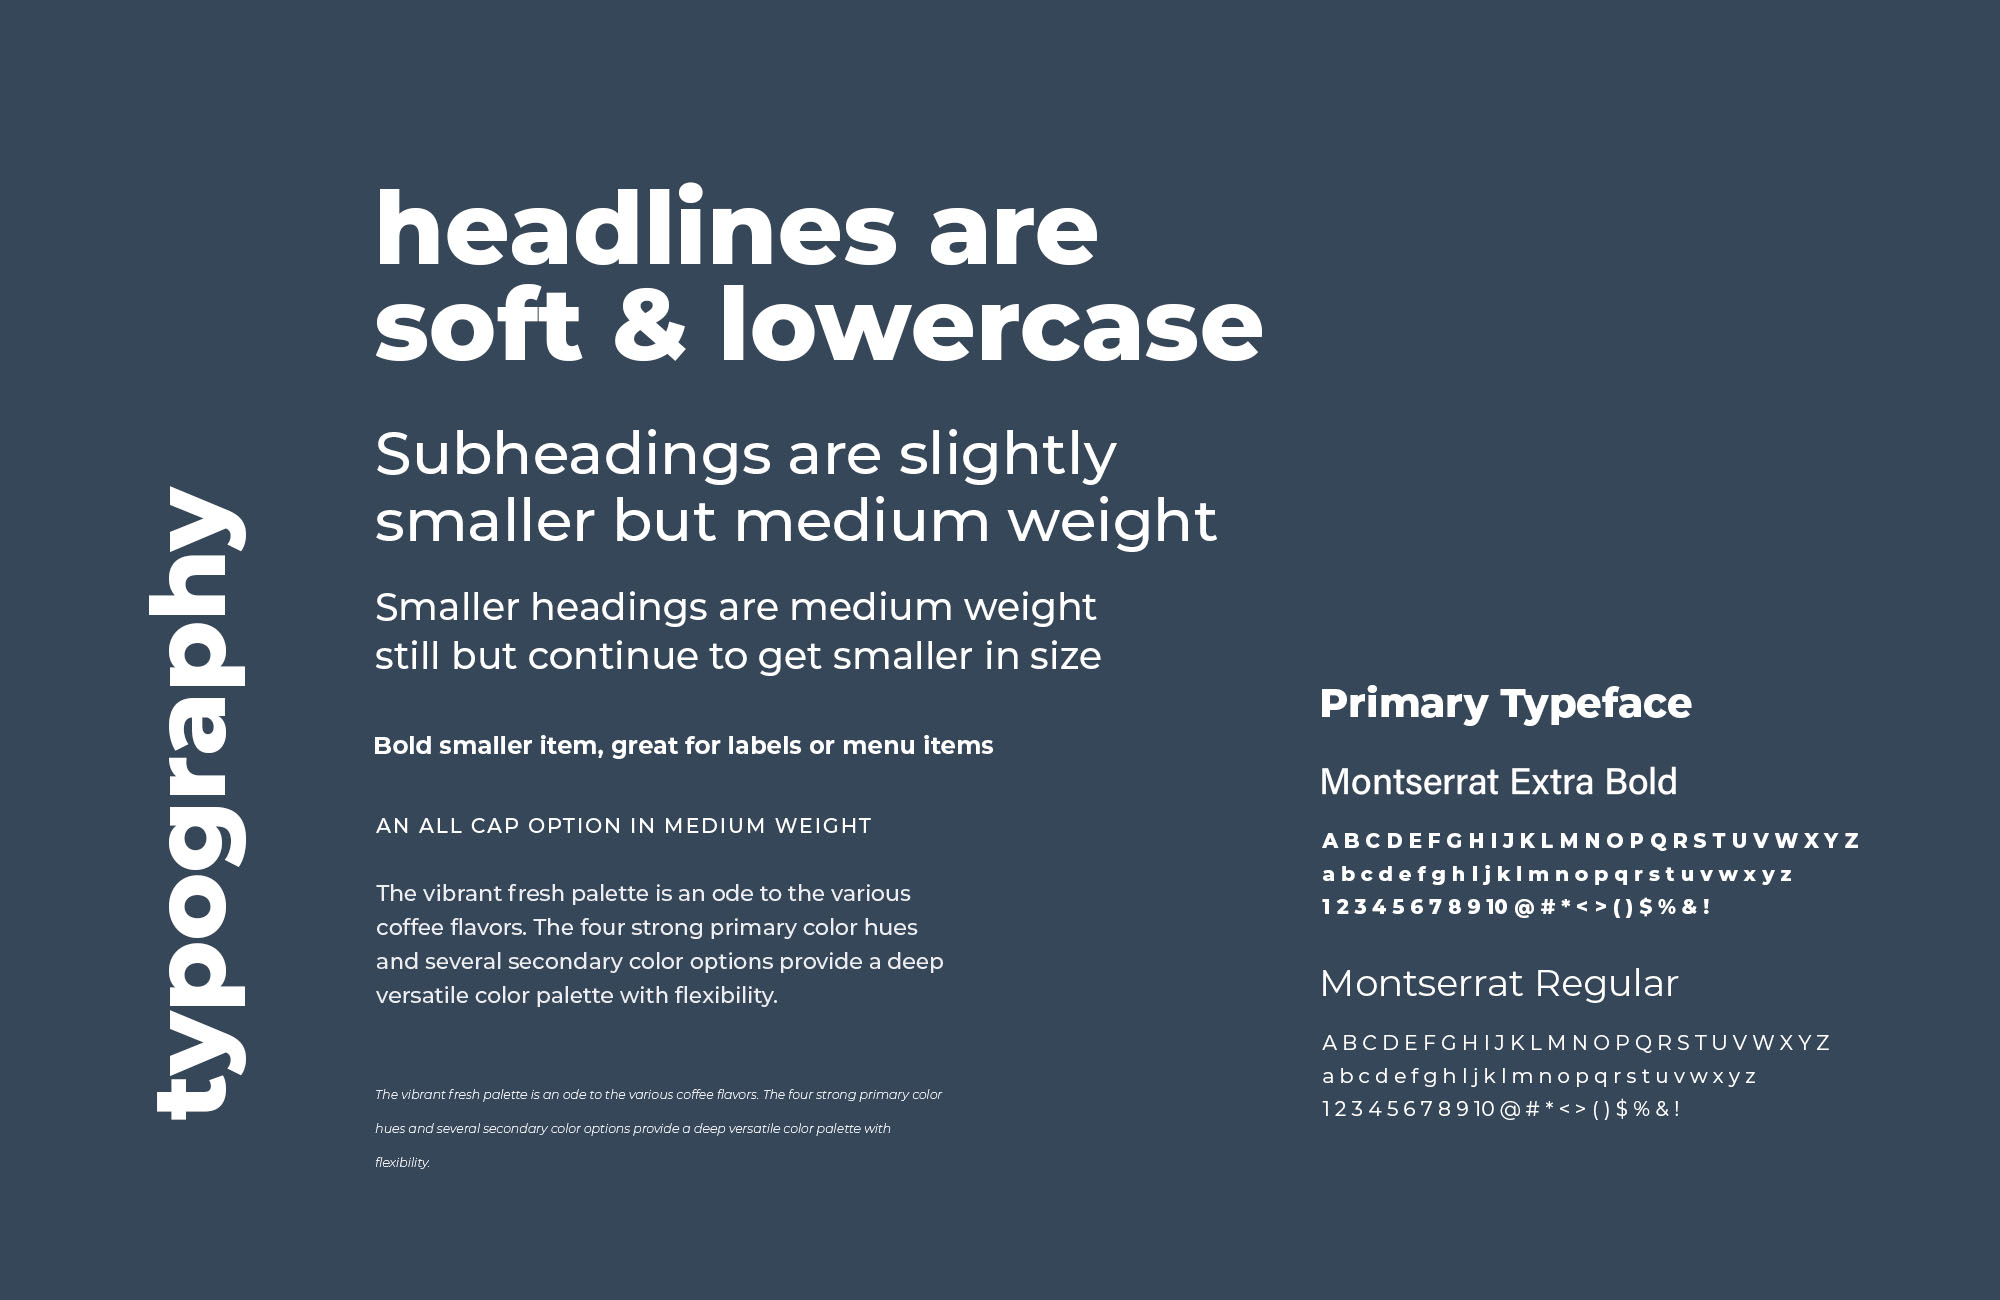 typography
headlines are
soft & lowercase
Subheadings are slightly
smaller but medium weight
Smaller headings are medium weight
still but continue to get smaller in size
Bold smaller item, great for labels or menu items
AN ALL CAP OPTION IN MEDIUM WEIGHT
The vibrant fresh palette is an ode to the various
coffee flavors. The four strong primary color hues
and several secondary color options provide a deep
versatile color palette with flexibility.
The vibrant fresh palette is an ode to the various coffee flavors. The four strong primary color
hues and several secondary color options provide a deep versatile color palette with
flexibility.
Primary Typeface
Montserrat Extra Bold
A B C D E F G H I J K L M N O P Q R S T U V W X Y Z
a b c d e f g h I j k l m n o p q r s t u v w x y z
1 2 3 4 5 6 7 8 9 10 @ # * < > ( ) $ % & !
Montserrat Regular
A B C D E F G H I J K L M N O P Q R S T U V W X Y Z
a b c d e f g h I j k l m n o p q r s t u v w x y z
1 2 3 4 5 6 7 8 9 10 @ # * < > ( ) $ % & !